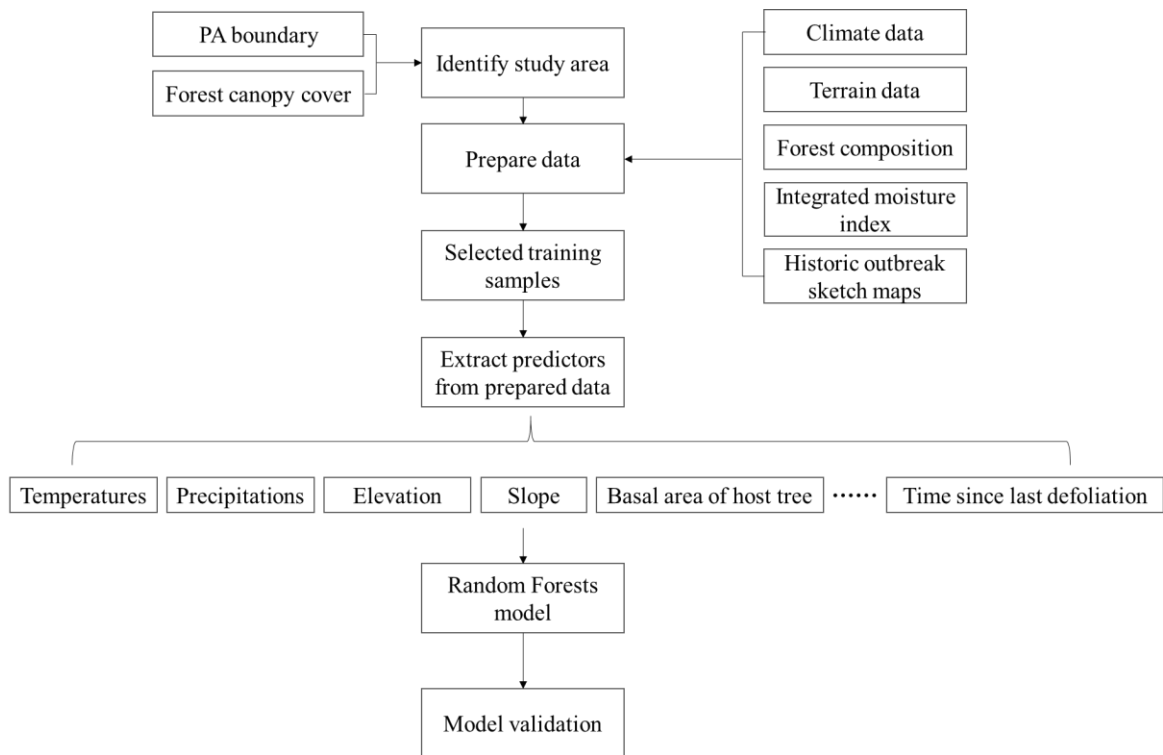 PA boundary
Forest canopy cover
Identify study area
Climate data
Terrain data
Forest composition
Integrated moisture
index
Historic outbreak
sketch maps
Prepare data
Selected training
samples
Extract predictors
from prepared data
Temperatures
Precipitations
Elevation
Slope
Basal area of host tree
……
Time since last defoliation
Random Forests
model
Model validation